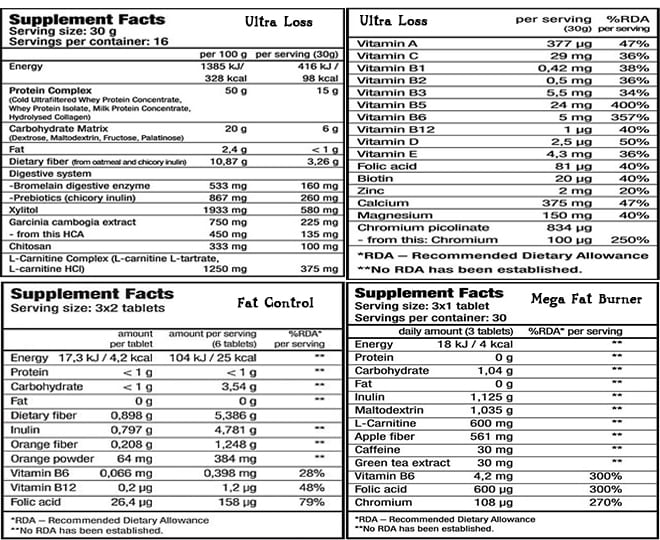 Supplement Facts Ultra Loss
Serving size: 30 g
Servings per container: 16
per 100 g per serving (30g)
Energy 1385 kJ/ 416 kJ /
328 kcal 98 kcal
Protein Complex 50 g 15 g
(Cold Ultrafiltered Whey Protein Concentrate,
Whey Protein Isolate, Milk Protein Concentrate,
Hydrolysed Collagen)
Carbohydrate Matrix 20 g 6 g
(Dextrose, Maltodextrin, Fructose, Palatinose)
Fat 2,4 g < 1 g
Dietary fiber (from oatmeal and chicory inulin) 10,87 g 3,26 g
Digestive system
-Bromelain digestive enzyme 533 mg 160 mg
-Prebiotics (chicory inulin) 867 mg 260 mg
Xylitol 1933 mg 580 mg
Garcinia cambogia extract 750 mg 225 mg
- from this HCA 450 mg 135 mg
Chitosan 333 mg 100 mg
L-Carnitine Complex (L-carnitine L-tartrate,
L-carnitine HCl) 1250 mg 375 mg
Ultra Loss per serving %RDA
(30g) per serving
Vitamin A 377 µg 47%
Vitamin C 29 mg 36%
Vitamin B1 0,42 mg 38%
Vitamin B2 0,5 mg 36%
Vitamin B3 5,5 mg 34%
Vitamin B5 24 mg 400%
Vitamin B6 5 mg 357%
Vitamin B12 1 µg 40%
Vitamin D 2,5 µg 50%
Vitamin E 4,3 mg 36%
Folic acid 81 µg 40%
Biotin 20 µg 40%
Zinc 2 mg 20%
Calcium 375 mg 47%
Magnesium 150 mg 40%
Chromium picolinate 834 µg
- from this: Chromium 100 µg 250%
*RDA – Recommended Dietary Allowance
**No RDA has been established.
Supplement Facts Fat Control
Serving size: 3x2 tablets
amount amount per serving %RDA*
per tablet (6 tablets) per serving
Energy 17,3 kJ / 4,2 kcal 104 kJ / 25 kcal **
Protein < 1 g < 1 g **
Carbohydrate < 1 g 3,54 g **
Fat 0 g 0 g **
Dietary fiber 0,898 g 5,386 g
Inulin 0,797 g 4,781 g **
Orange fiber 0,208 g 1,248 g **
Orange powder 64 mg 384 mg **
Vitamin B6 0,066 mg 0,398 mg 28%
Vitamin B12 0,2 µg 1,2 µg 48%
Folic acid 26,4 µg 158 µg 79%
*RDA – Recommended Dietary Allowance
**No RDA has been established.
Supplement Facts Mega Fat Burner
Serving size: 3x1 tablet
Servings per container: 30
daily amount (3 tablets) %RDA* per serving
Energy 18 kJ / 4 kcal **
Protein 0 g **
Carbohydrate 1,04 g **
Fat 0 g **
Inulin 1,125 g **
Maltodextrin 1,035 g **
L-Carnitine 600 mg **
Apple fiber 561 mg **
Caffeine 30 mg **
Green tea extract 30 mg **
Vitamin B6 4,2 mg 300%
Folic acid 600 µg 300%
Chromium 108 µg 270%
*RDA – Recommended Dietary Allowance
**No RDA has been established.